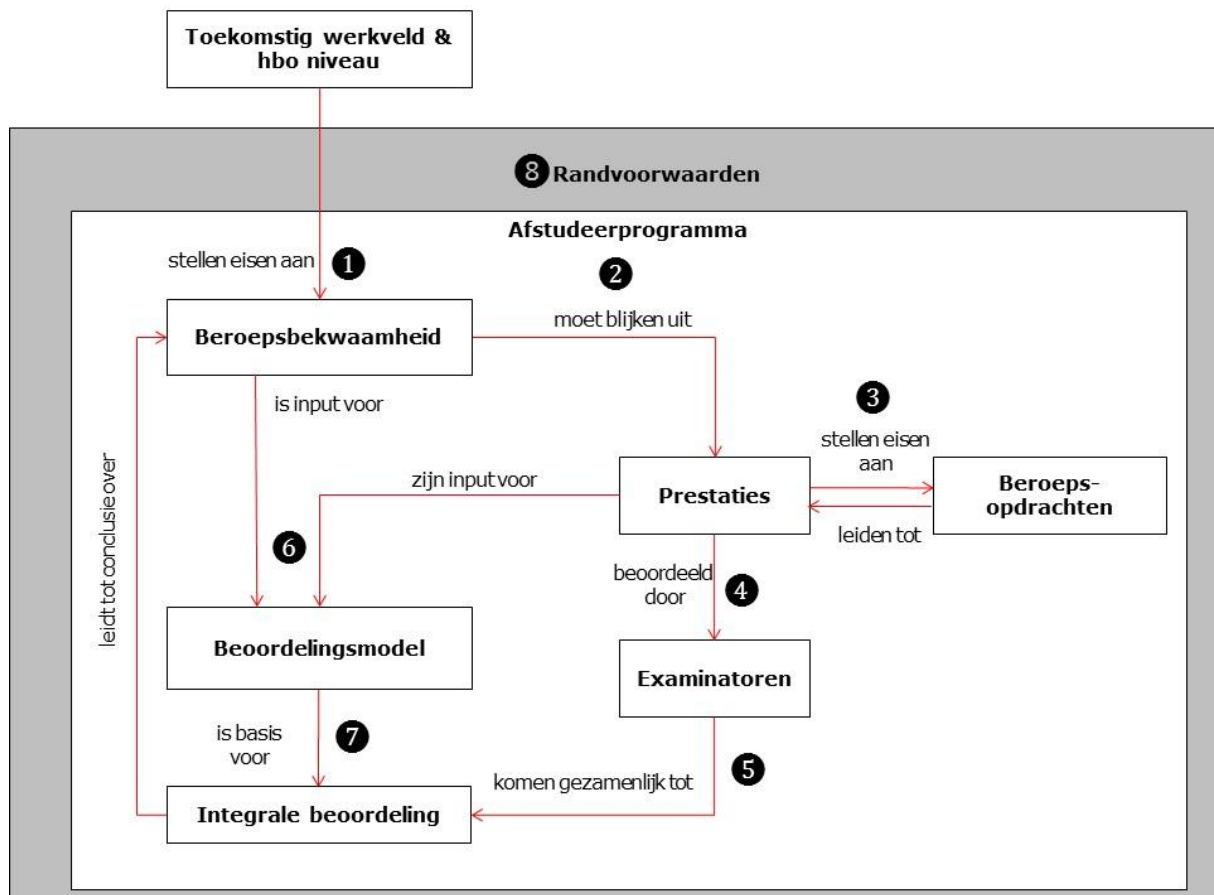 Toekomstig werkveld &
hbo niveau
8 Randvoorwaarden
Afstudeerprogramma
stellen eisen aan 1
2
moet blijken uit
Beroepsbekwaamheid
is input voor
3
stellen eisen
aan
zijn input voor
Prestaties
Beroeps-
opdrachten
leiden tot
leidt tot conclusie over
6
beoordeeld
door
4
Beoordelingsmodel
Examinatoren
is basis
voor
7
5
komen gezamenlijk tot
Integrale beoordeling